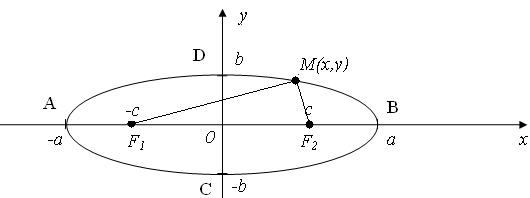 y
D b M(x,y)
A -c c B
-a F1 O F2 a x
C -b